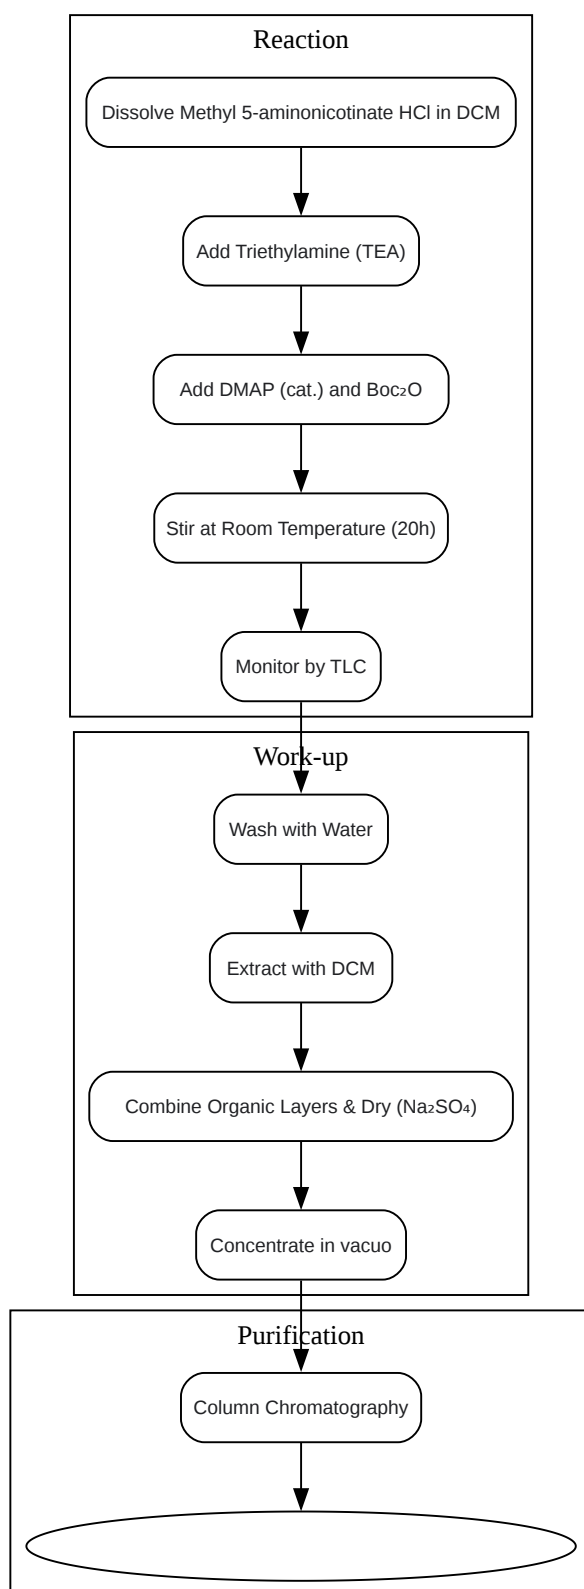 Reaction
Dissolve Methyl 5-aminonicotinate HCl in DCM
Add Triethylamine (TEA)
Add DMAP (cat.) and Boc₂O
Stir at Room Temperature (20h)
Monitor by TLC
Work-up
Wash with Water
Extract with DCM
Combine Organic Layers & Dry (Na₂SO₄)
Concentrate in vacuo
Purification
Column Chromatography